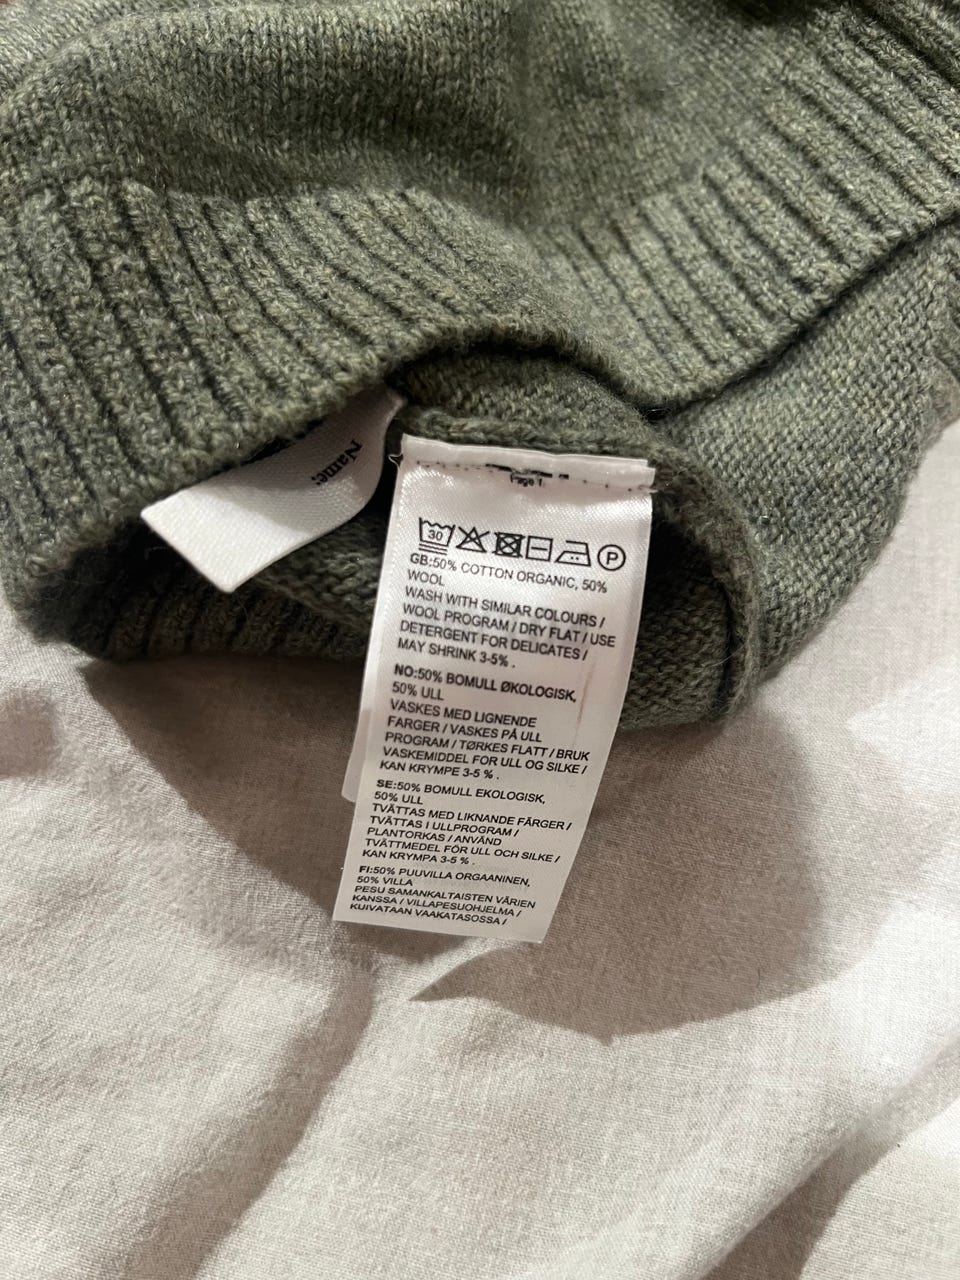 Name:
Page 1
30
P
GB:50% COTTON ORGANIC, 50%
WOOL
WASH WITH SIMILAR COLOURS /
WOOL PROGRAM / DRY FLAT / USE
DETERGENT FOR DELICATES /
MAY SHRINK 3-5% .
NO:50% BOMULL ØKOLOGISK,
50% ULL
VASKES MED LIGNENDE
FARGER / VASKES PÅ ULL
PROGRAM / TØRKES FLATT / BRUK
VASKEMIDDEL FOR ULL OG SILKE /
KAN KRYMPE 3-5 % .
SE:50% BOMULL EKOLOGISK,
50% ULL
TVÄTTAS MED LIKNANDE FÄRGER /
TVÄTTAS I ULLPROGRAM /
PLANTORKAS / ANVÄND
TVÄTTMEDEL FÖR ULL OCH SILKE /
KAN KRYMPA 3-5 % .
FI:50% PUUVILLA ORGAANINEN,
50% VILLA
PESU SAMANKALTAISTEN VÄRIEN
KANSSA / VILLAPESUOHJELMA /
KUIVATAAN VAAKATASOSSA /